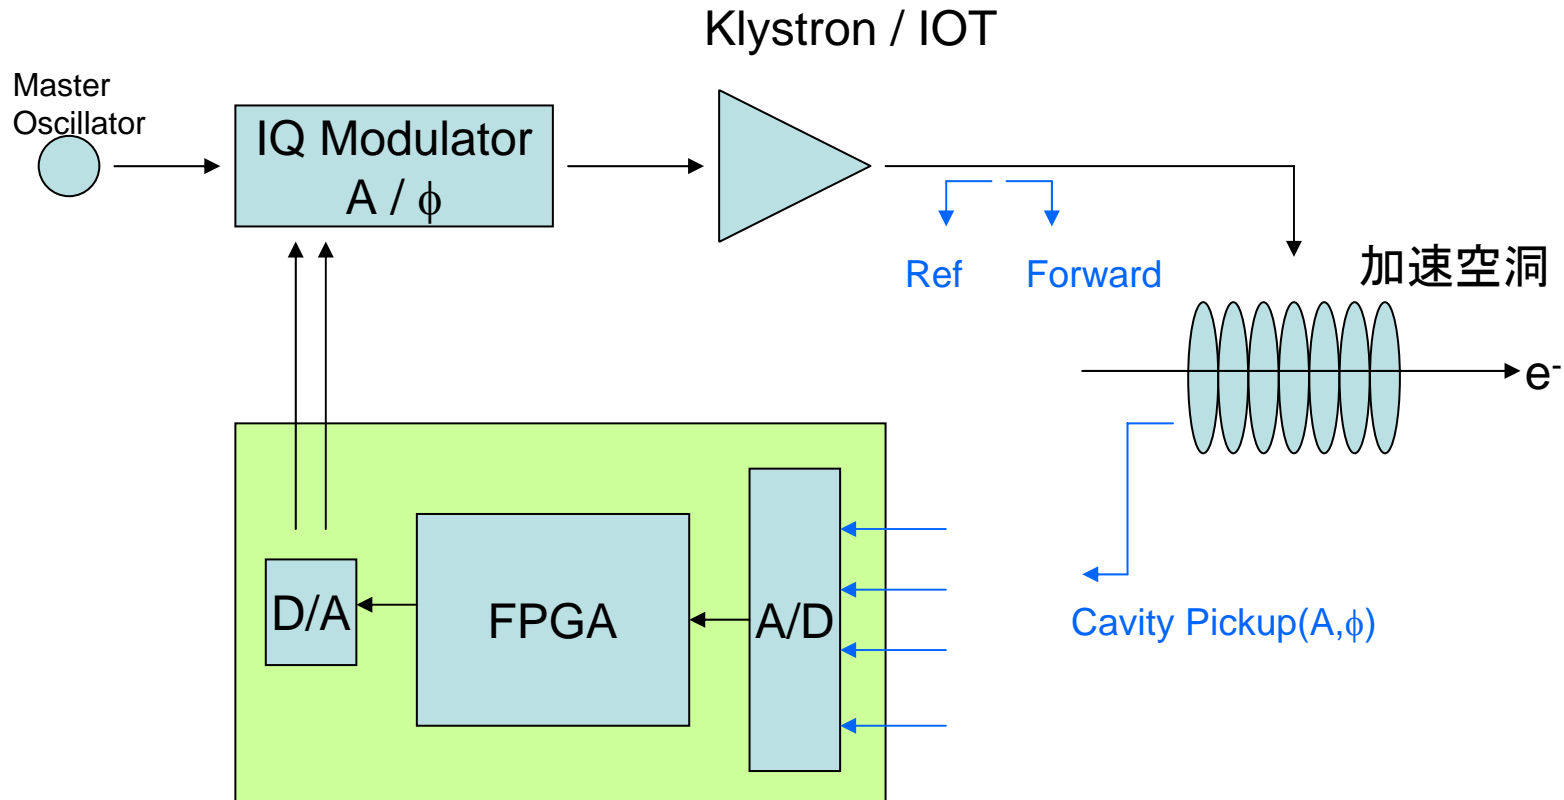 Klystron / IOT
Master
Oscillator
IQ Modulator
A / ϕ
Ref
Forward
加速空洞
e-
D/A
FPGA
A/D
Cavity Pickup(A,ϕ)